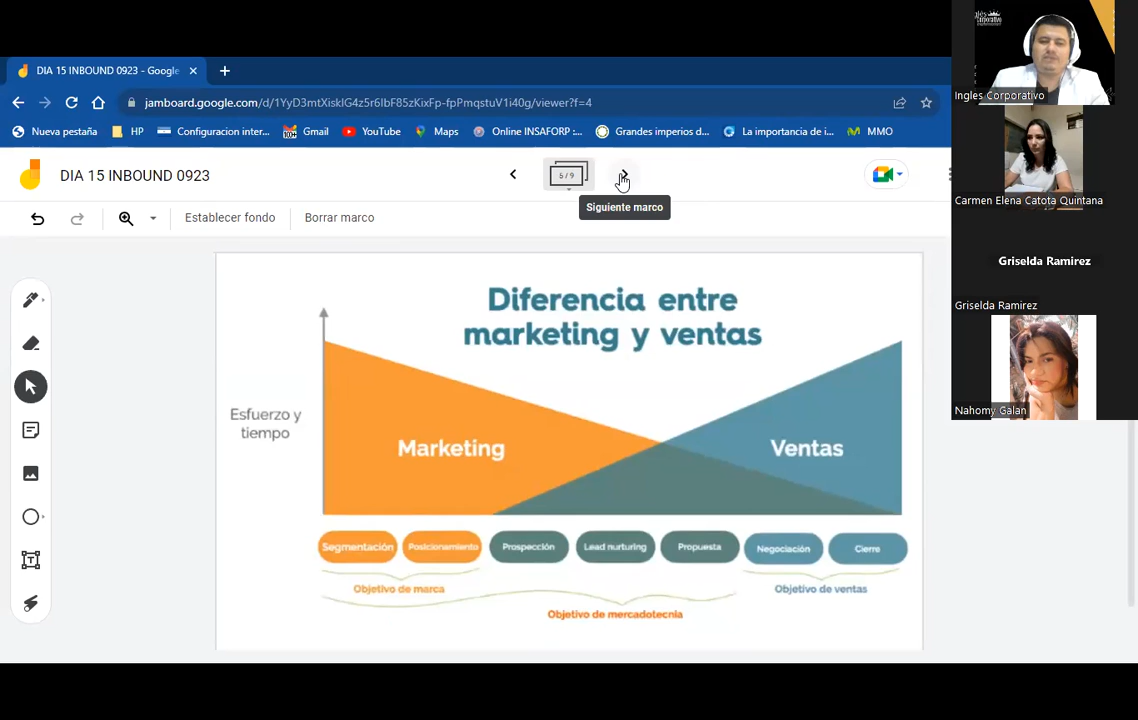 DIA 15 INBOUND 0923 - Google
jamboard.google.com/d/1YyD3mtXiskIG4z5r6IbF85zKixFp-fpPmqstuV1i40g/viewer?f=4
Nueva pestaña
HP
Configuracion inter...
Gmail
YouTube
Maps
Online INSAFORP :...
Grandes imperios d...
La importancia de i...
MMO
DIA 15 INBOUND 0923
5 / 9
Siguiente marco
Establecer fondo
Borrar marco
Diferencia entre
marketing y ventas
Esfuerzo y
tiempo
Marketing
Ventas
Segmentación
Posicionamiento
Prospección
Lead nurturing
Propuesta
Negociación
Cierre
Objetivo de marca
Objetivo de ventas
Objetivo de mercadotecnia
Ingles Corporativo
Carmen Elena Catota Quintana
Griselda Ramirez
Griselda Ramirez
Nahomy Galan